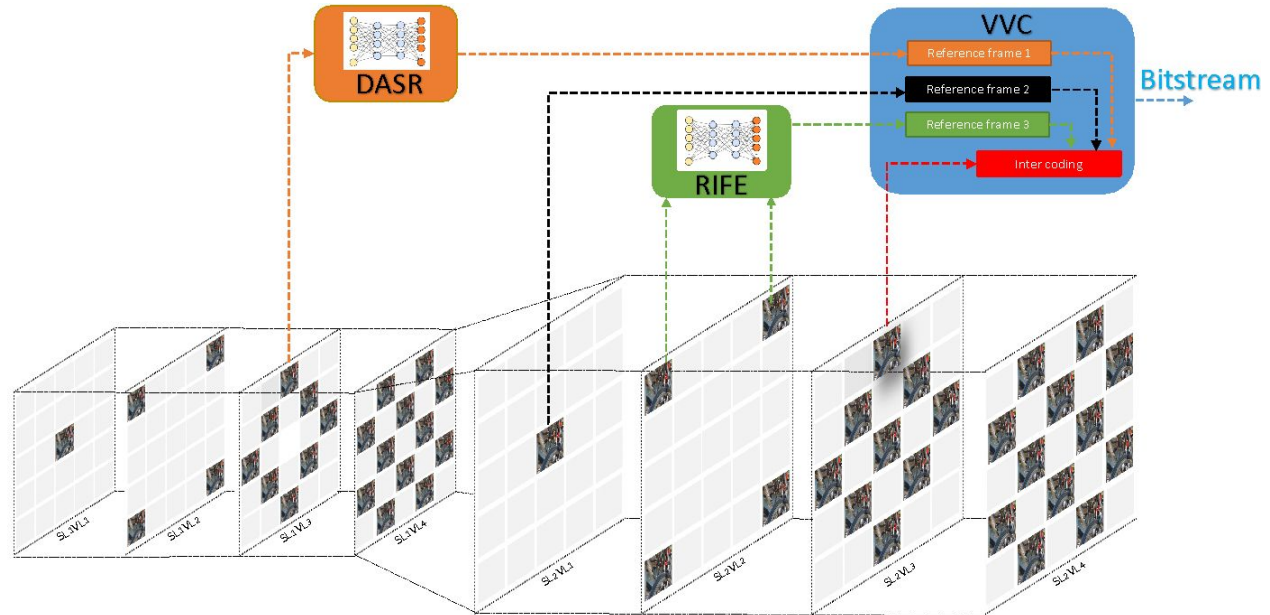 VVC
Reference frame 1
DASR
Bitstream
Reference frame 2
Reference frame 3
Inter coding
RIFE
SL1VL1
SL1VL2
SL1VL3
SL1VL4
SL2VL1
SL2VL2
SL2VL3
SL2VL4